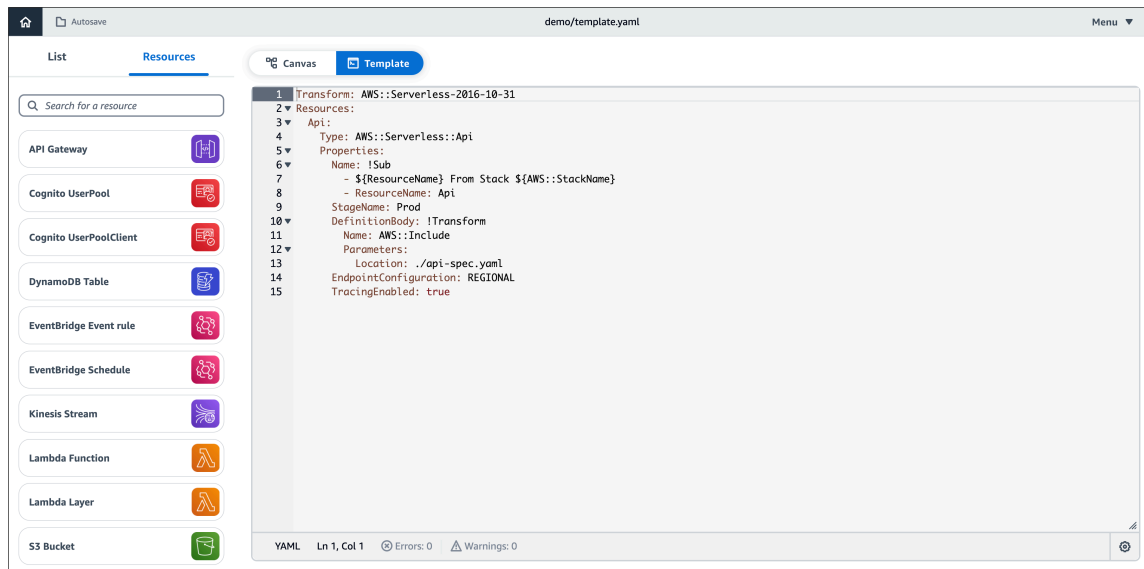 Autosave
demo/template.yaml
Menu
List
Resources
Search for a resource
API Gateway
Cognito UserPool
Cognito UserPoolClient
DynamoDB Table
EventBridge Event rule
EventBridge Schedule
Kinesis Stream
Lambda Function
Lambda Layer
S3 Bucket
Canvas
Template
1 Transform: AWS::Serverless-2016-10-31
2 Resources:
3   Api:
4     Type: AWS::Serverless::Api
5     Properties:
6       Name: !Sub
7         - ${ResourceName} From Stack ${AWS::StackName}
8         - ResourceName: Api
9       StageName: Prod
10       DefinitionBody: !Transform
11         Name: AWS::Include
12         Parameters:
13           Location: ./api-spec.yaml
14       EndpointConfiguration: REGIONAL
15       TracingEnabled: true
YAML Ln 1, Col 1 Errors: 0 Warnings: 0